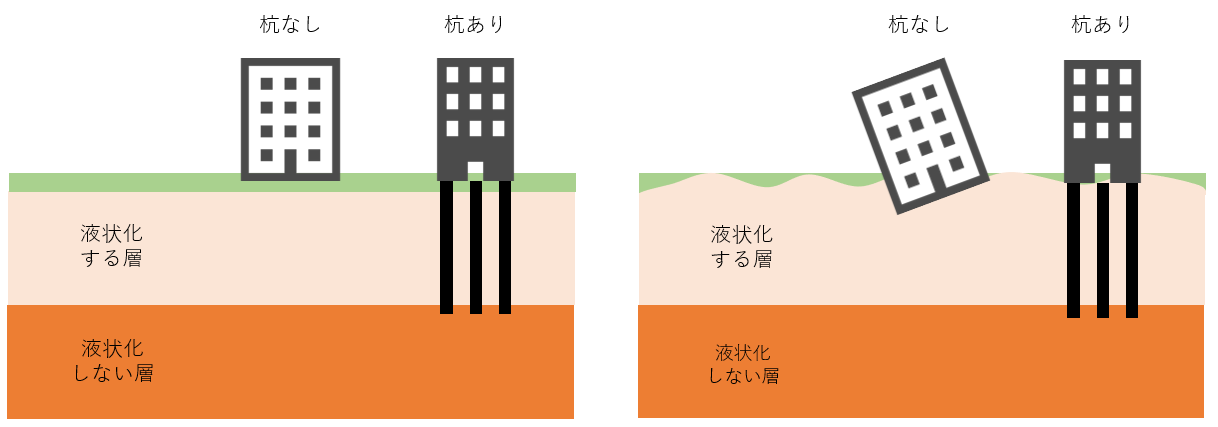 杭なし
杭あり
液状化
する層
液状化
しない層
杭なし
杭あり
液状化
する層
液状化
しない層